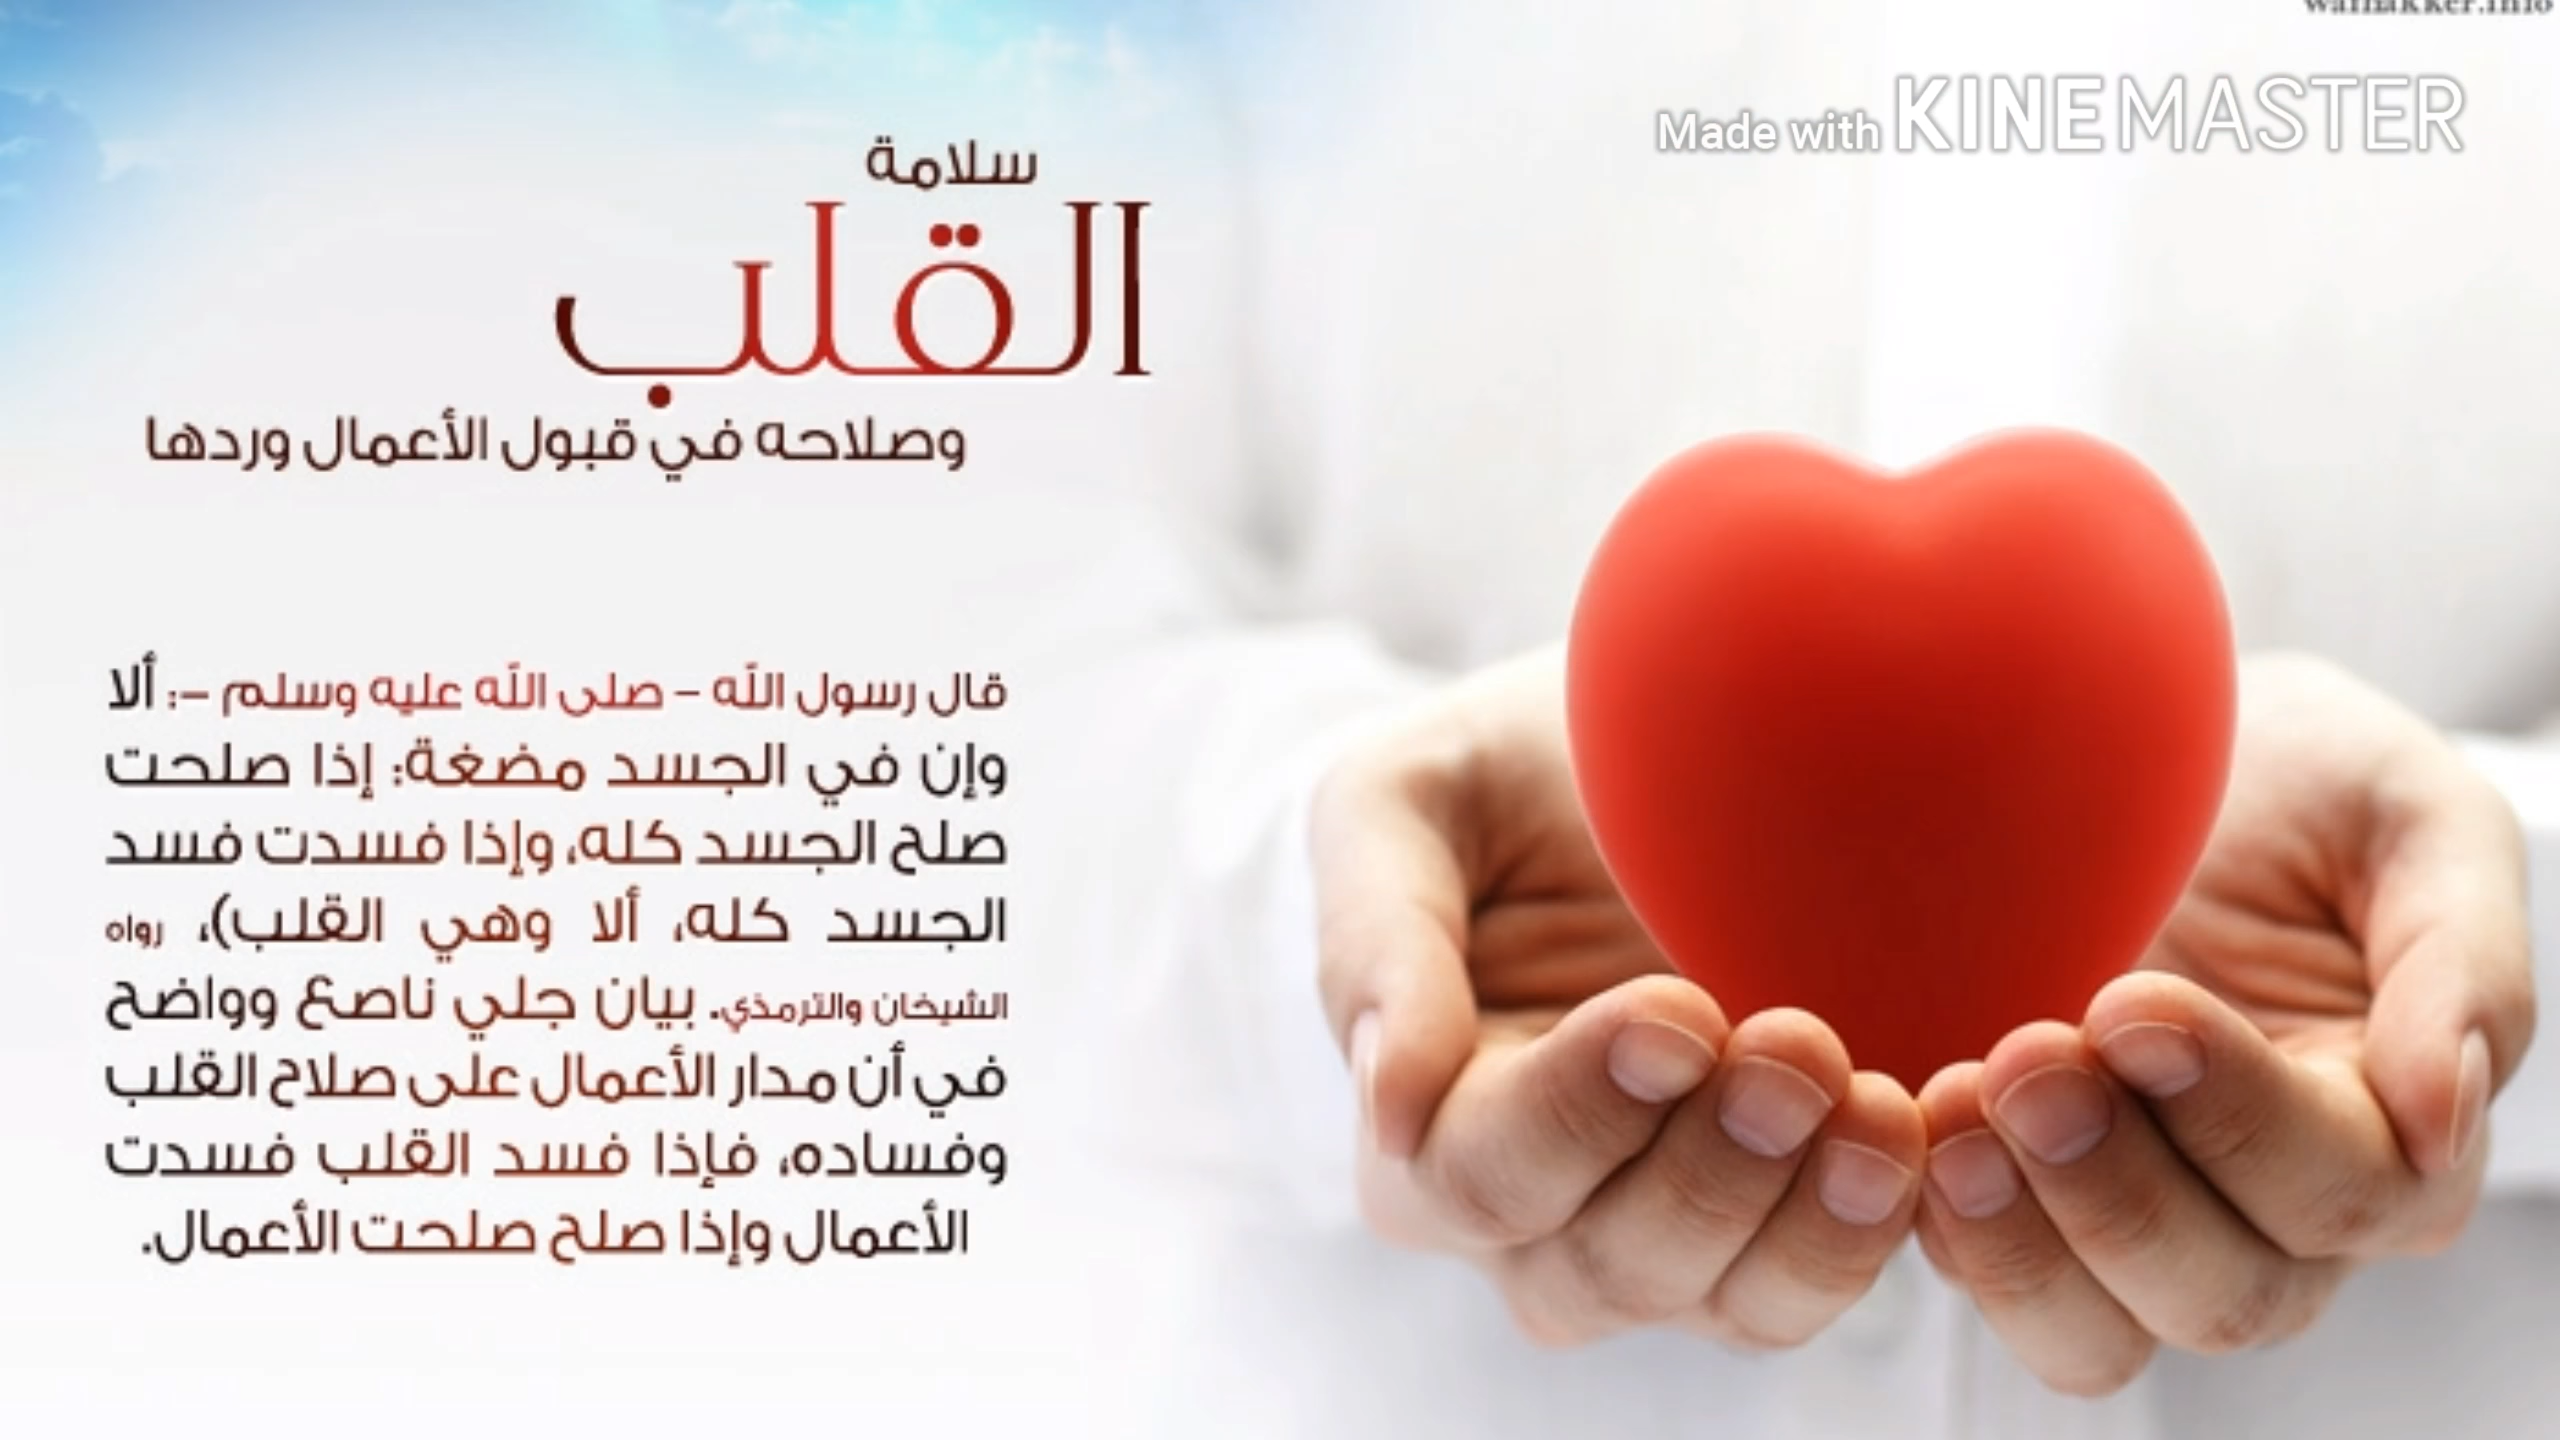 Made with KINEMASTER
سلامة
القلب
وصلاحه في قبول الأعمال وردها
قال رسول الله – صلى الله عليه وسلم –: ألا
وإن في الجسد مضغة: إذا صلحت
صلح الجسد كله، وإذا فسدت فسد
الجسد كله، ألا وهي القلب)، رواه
الشيخان والترمذي. بيان جلي ناصع وواضح
في أن مدار الأعمال على صلاح القلب
وفساده، فإذا فسد القلب فسدت
الأعمال وإذا صلح صلحت الأعمال.